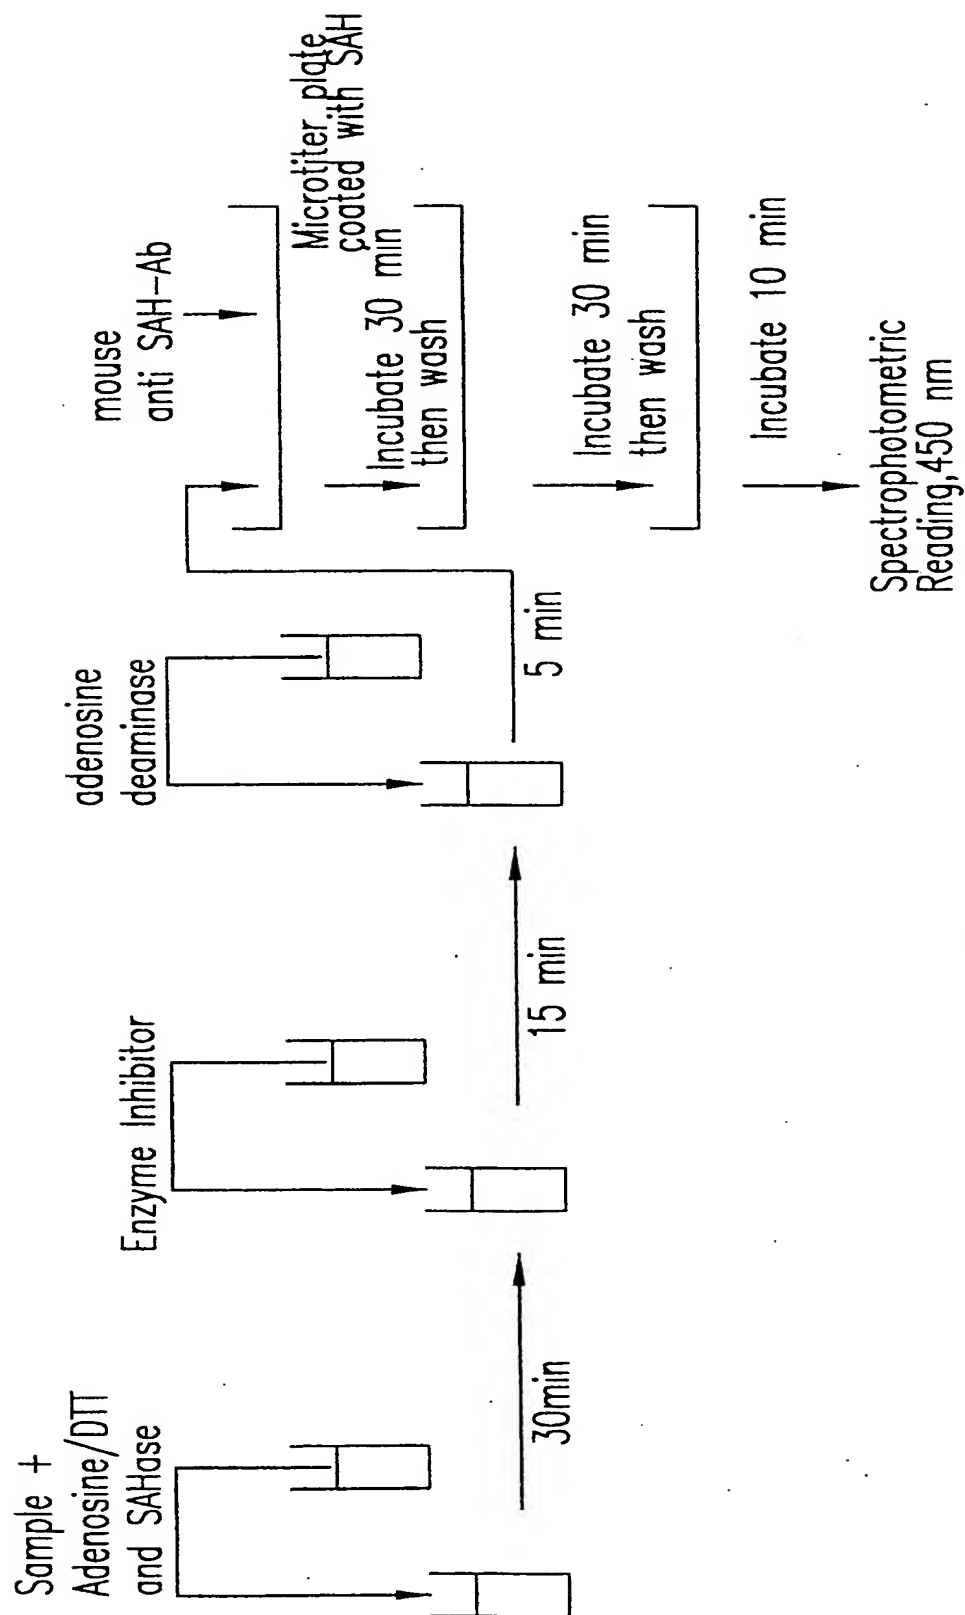 Sample +
Adenosine/DTT
and SAHase
30min
Enzyme Inhibitor
15 min
adenosine
deaminase
5 min
mouse
anti SAH-Ab
Microtiter plate
coated with SAH
Incubate 30 min
then wash
Incubate 30 min
then wash
Incubate 10 min
Spectrophotometric
Reading,450 nm